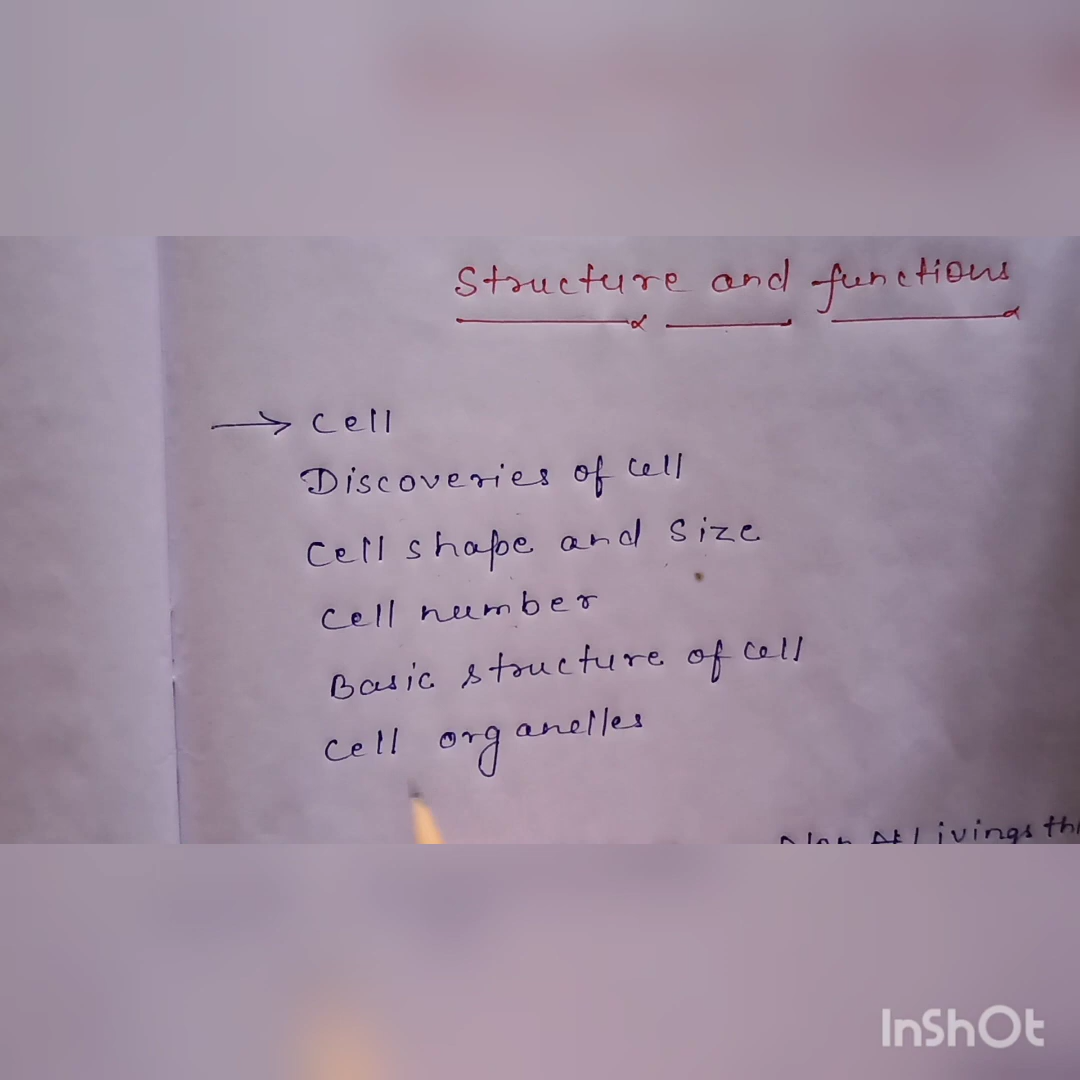 Structure and functions
→ Cell
Discoveries of cell
Cell shape and size
Cell number
Basic structure of cell
Cell organelles
livings
InShOt